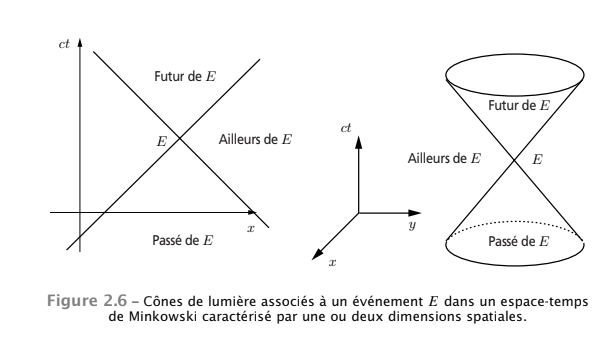 ct
Futur de E
E
Ailleurs de E
x
Passé de E
ct
y
x
Futur de E
Ailleurs de E
E
Passé de E
Figure 2.6 – Cônes de lumière associés à un événement E dans un espace-temps
de Minkowski caractérisé par une ou deux dimensions spatiales.